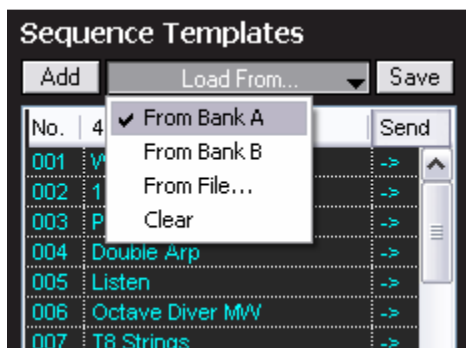 Sequence Templates
Add Load From... Save
No. 4 Send
From Bank A
From Bank B
From File...
Clear
001 ->
002 1 ->
003 P ->
004 Double Arp ->
005 Listen ->
006 Octave Diver MW ->
007 T8 Strings ->